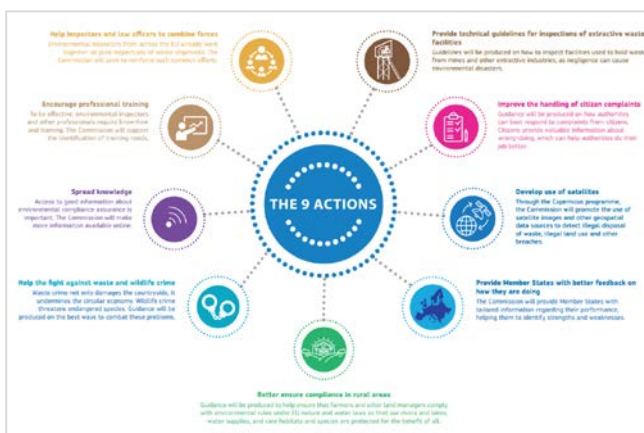 Help inspectors and law officers to combine forces
Environmental inspectors from across the EU already work
together on joint inspections of waste shipments. The
Commission will seek to reinforce such combined efforts.
Provide technical guidelines for inspections of extractive waste
facilities
Guidelines will be produced on how to inspect facilities used to hold waste
from mines and other extractive industries, as negligence can cause
environmental disasters.
Encourage professional training
To be effective, environmental inspectors
and other professionals require know-how
and training. The Commission will support
the identification of training needs.
Improve the handling of citizen complaints
Guidance will be produced on how authorities
can best respond to complaints from citizens.
Citizens provide valuable information about
wrong-doing, which can help authorities do their
job better.
THE 9 ACTIONS
Spread knowledge
Access to good information about
environmental compliance assurance is
important. The Commission will make
more information available online.
Develop use of satellites
Through the Copernicus programme,
the Commission will promote the use of
satellite images and other geospatial
data sources to detect illegal disposal
of waste, illegal land use and other
breaches.
Help the fight against waste and wildlife crime
Waste crime not only damages the countryside, it
undermines the circular economy. Wildlife crime
threatens endangered species. Guidance will be
produced on the best ways to combat these problems.
Provide Member States with better feedback on
how they are doing
The Commission will provide Member States with
tailored information regarding their performance,
helping them to identify strengths and weaknesses.
Better ensure compliance in rural areas
Guidance will be produced to help ensure that farmers and other land managers comply
with environmental rules under EU nature and water laws so that our rivers and lakes,
water supplies, and rare habitats and species are protected for the benefit of all.